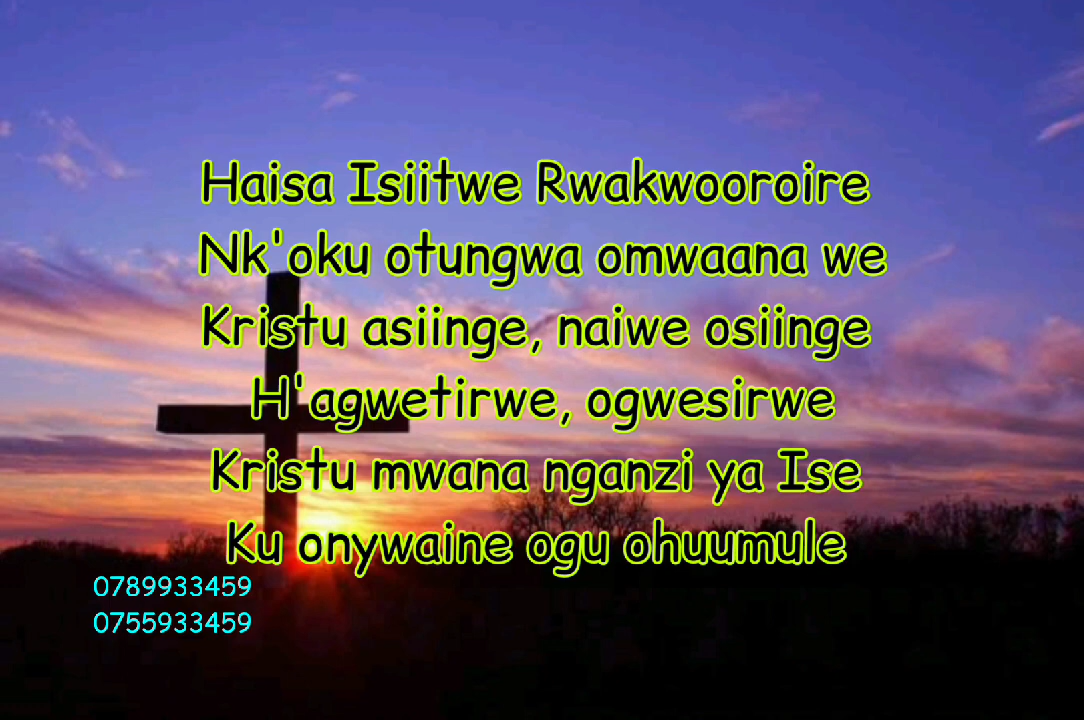 Haisa Isiitwe Rwakwooroire
Nk'oku otungwa omwaana we
Kristu asiinge, naiwe osiinge
H'agwetirwe, ogwesirwe
Kristu mwana nganzi ya Ise
Ku onywaine ogu ohuumule
0789933459
0755933459